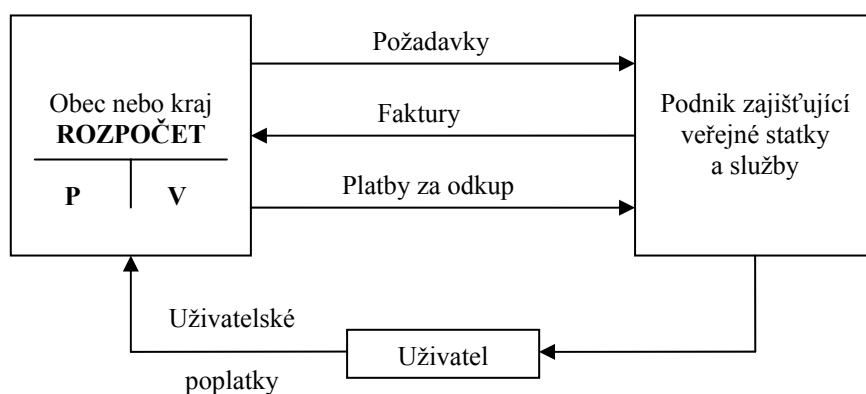 Požadavky
Obec nebo kraj
ROZPOČET
P
V
Faktury
Platby za odkup
Podnik zajišťující
veřejné statky
a služby
Uživatelské
poplatky
Uživatel